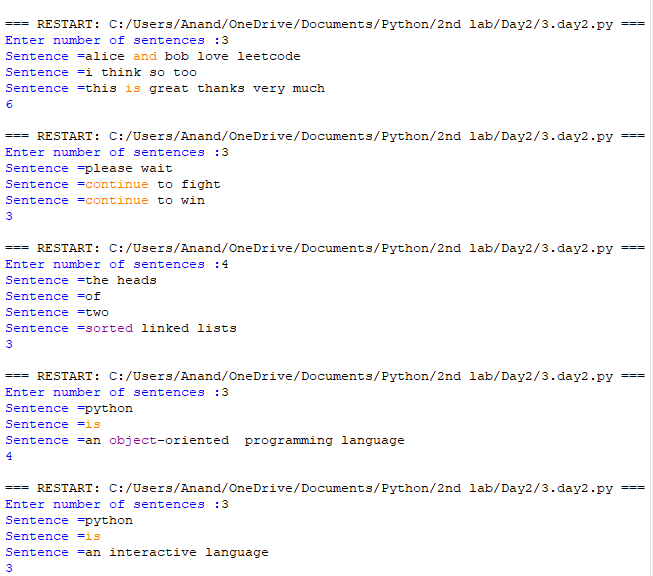 === RESTART: C:/Users/Anand/OneDrive/Documents/Python/2nd lab/Day2/3.day2.py ===
Enter number of sentences :3
Sentence =alice and bob love leetcode
Sentence =i think so too
Sentence =this is great thanks very much
6
=== RESTART: C:/Users/Anand/OneDrive/Documents/Python/2nd lab/Day2/3.day2.py ===
Enter number of sentences :3
Sentence =please wait
Sentence =continue to fight
Sentence =continue to win
3
=== RESTART: C:/Users/Anand/OneDrive/Documents/Python/2nd lab/Day2/3.day2.py ===
Enter number of sentences :4
Sentence =the heads
Sentence =of
Sentence =two
Sentence =sorted linked lists
3
=== RESTART: C:/Users/Anand/OneDrive/Documents/Python/2nd lab/Day2/3.day2.py ===
Enter number of sentences :3
Sentence =python
Sentence =is
Sentence =an object-oriented  programming language
4
=== RESTART: C:/Users/Anand/OneDrive/Documents/Python/2nd lab/Day2/3.day2.py ===
Enter number of sentences :3
Sentence =python
Sentence =is
Sentence =an interactive language
3